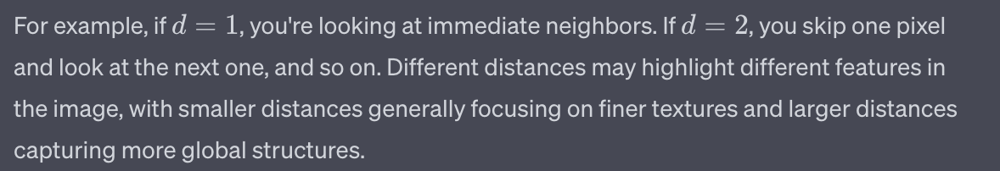 For example, if d = 1, you're looking at immediate neighbors. If d = 2, you skip one pixel
and look at the next one, and so on. Different distances may highlight different features in
the image, with smaller distances generally focusing on finer textures and larger distances
capturing more global structures.